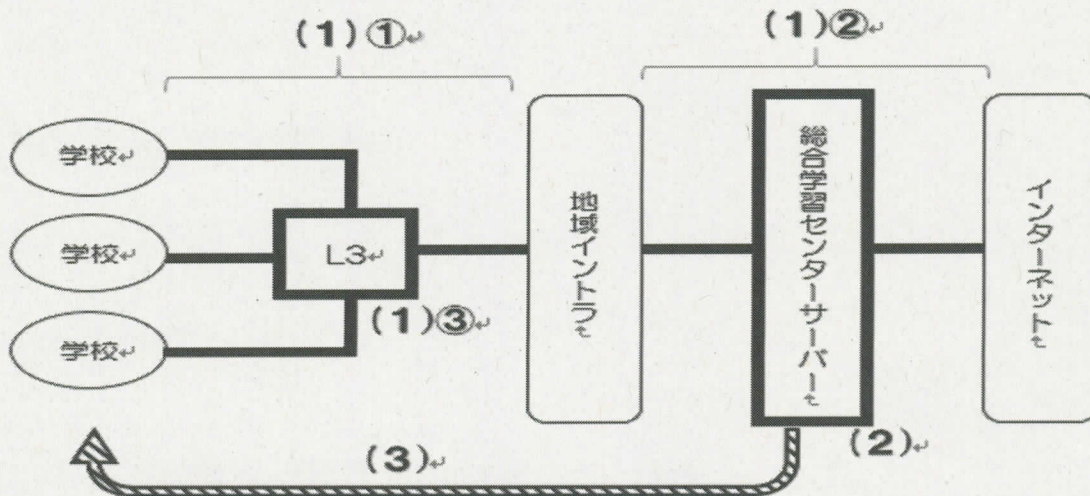 (1)①
(1)②
学校
学校
学校
L3
(1)③
地域イントラ
総合学習センターサーバー
インターネット
(2)
(3)